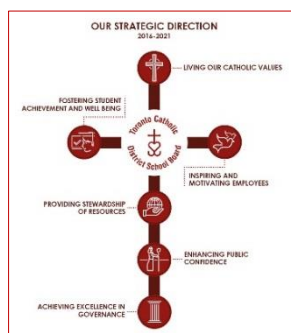 OUR STRATEGIC DIRECTION
2016-2021
LIVING OUR CATHOLIC VALUES
FOSTERING STUDENT
ACHIEVEMENT AND WELL BEING
Toronto Catholic
District School Board
INSPIRING AND
MOTIVATING EMPLOYEES
PROVIDING STEWARDSHIP
OF RESOURCES
ENHANCING PUBLIC
CONFIDENCE
ACHIEVING EXCELLENCE IN
GOVERNANCE